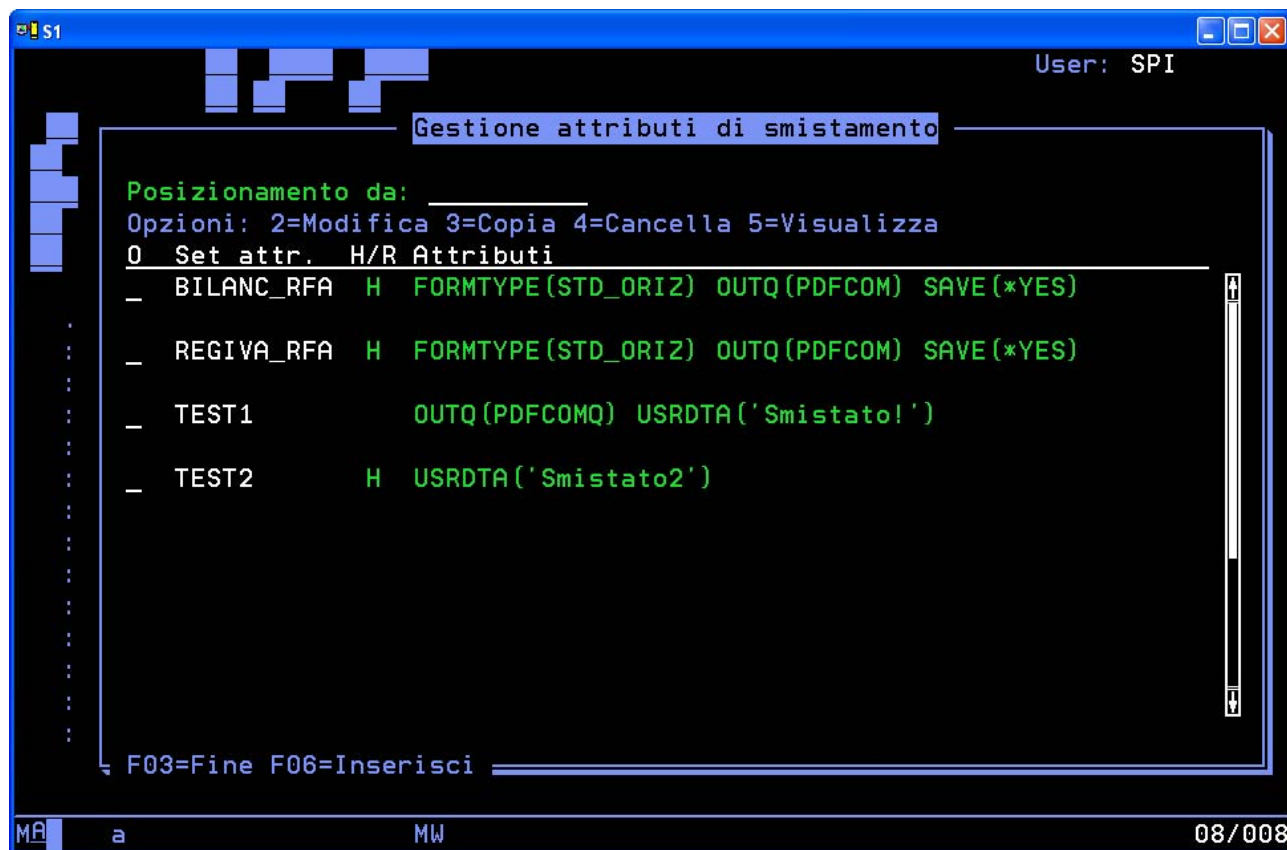 S1
User: SPI
Gestione attributi di smistamento
Posizionamento da:
Opzioni: 2=Modifica 3=Copia 4=Cancella 5=Visualizza
O Set attr. H/R Attributi
BILANC_RFA H FORMTYPE(STD_ORIZ) OUTQ(PDFCOM) SAVE(*YES)
REGIVA_RFA H FORMTYPE(STD_ORIZ) OUTQ(PDFCOM) SAVE(*YES)
TEST1 OUTQ(PDFCOMQ) USRDTA('Smistato!')
TEST2 H USRDTA('Smistato2')
F03=Fine F06=Inserisci
MA a MW 08/008